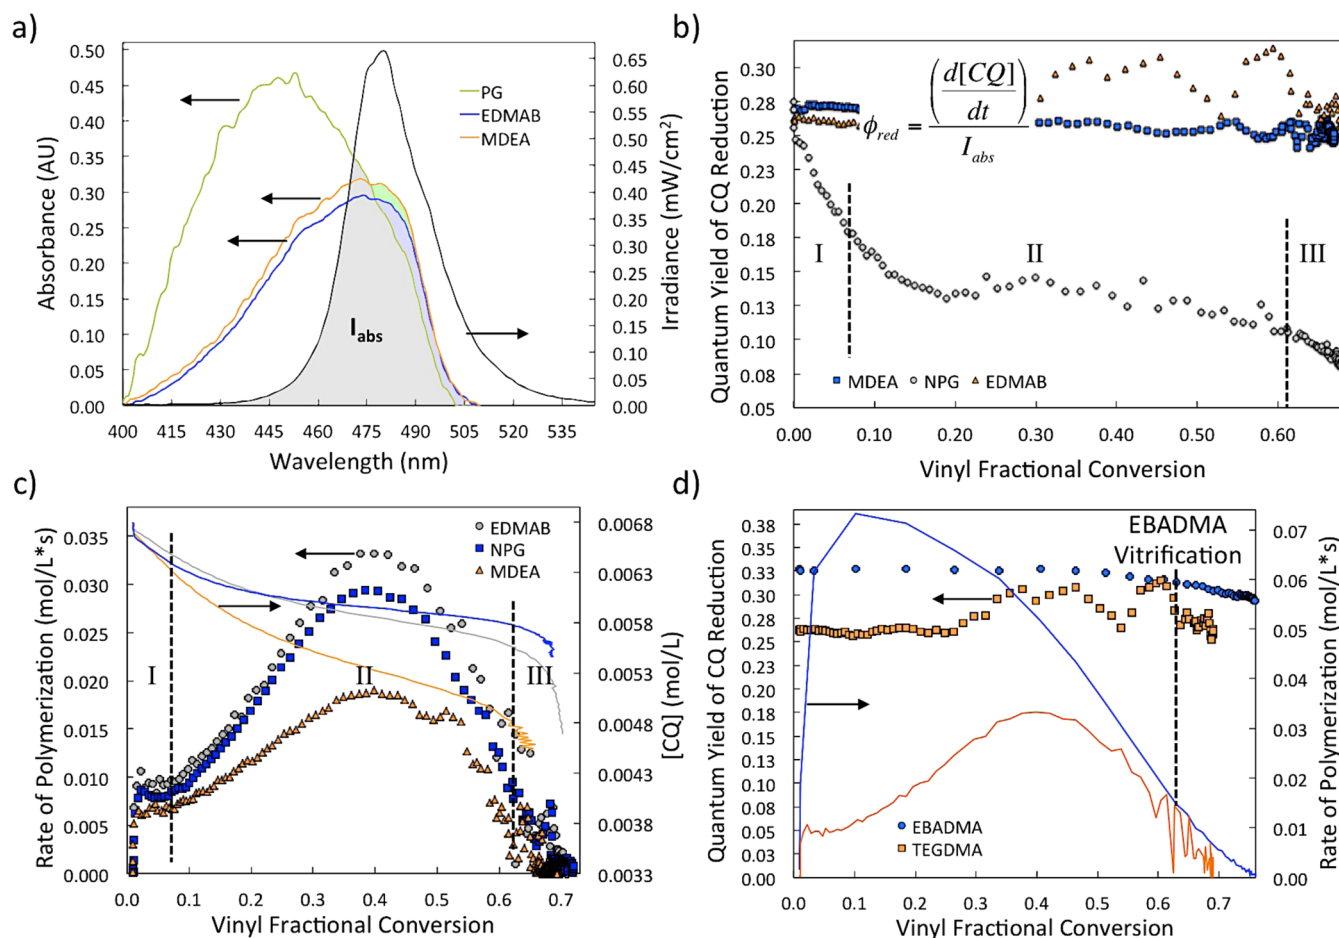 a)
0.50
0.45
0.40
0.35
0.30
0.25
0.20
0.15
0.10
0.05
0.00
Absorbance (AU)
PG
EDMAB
MDEA
I abs
0.65
0.60
0.55
0.50
0.45
0.40
0.35
0.30
0.25
0.20
0.15
0.10
0.05
0.00
Irradiance (mW/cm²)
400 415 430 445 460 475 490 505 520 535
Wavelength (nm)
b)
0.30
0.28
0.25
0.23
0.20
0.18
0.15
0.13
0.10
0.08
0.05
Quantum Yield of CQ Reduction
ϕred = (d[CQ]/dt)/Iabs
I II III
MDEA NPG EDMAB
0.00 0.10 0.20 0.30 0.40 0.50 0.60
Vinyl Fractional Conversion
c)
0.035
0.030
0.025
0.020
0.015
0.010
0.005
0.000
Rate of Polymerization (mol/L*s)
EDMAB
NPG
MDEA
I II III
0.0068
0.0063
0.0058
0.0053
0.0048
0.0043
0.0038
0.0033
[CQ] (mol/L)
0.0 0.1 0.2 0.3 0.4 0.5 0.6 0.7
Vinyl Fractional Conversion
d)
0.38
0.35
0.33
0.30
0.28
0.25
0.23
0.20
0.18
0.15
0.13
0.10
0.08
0.05
0.03
0.00
Quantum Yield of CQ Reduction
EBADMA
Vitrification
EBADMA
TEGDMA
0.07
0.06
0.05
0.04
0.03
0.02
0.01
0.00
Rate of Polymerization (mol/L*s)
0.0 0.1 0.2 0.3 0.4 0.5 0.6 0.7
Vinyl Fractional Conversion